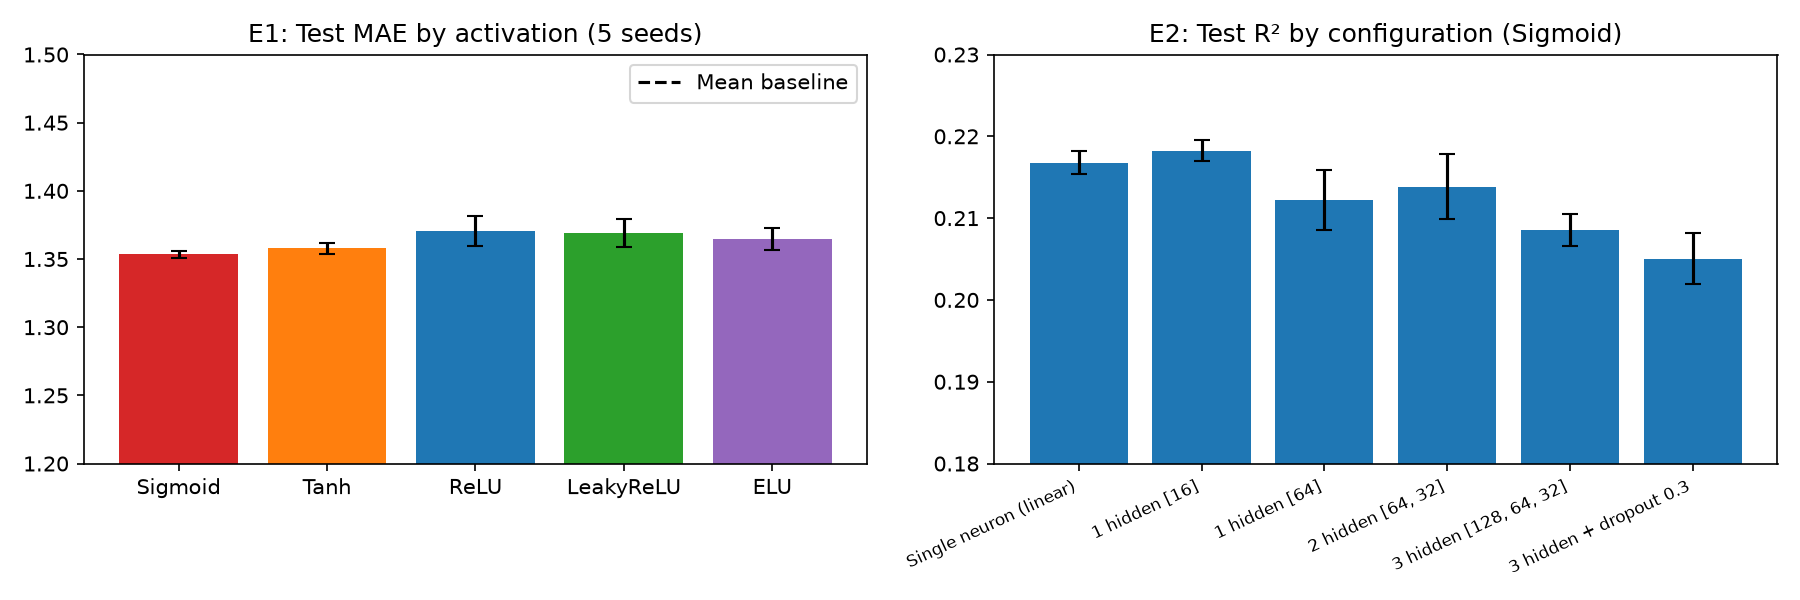 E1: Test MAE by activation (5 seeds)
1.50
1.45
1.40
1.35
1.30
1.25
1.20
Mean baseline
Sigmoid
Tanh
ReLU
LeakyReLU
ELU
E2: Test R² by configuration (Sigmoid)
0.23
0.22
0.21
0.20
0.19
0.18
Single neuron (linear)
1 hidden [16]
1 hidden [64]
2 hidden [64, 32]
3 hidden [128, 64, 32]
3 hidden + dropout 0.3